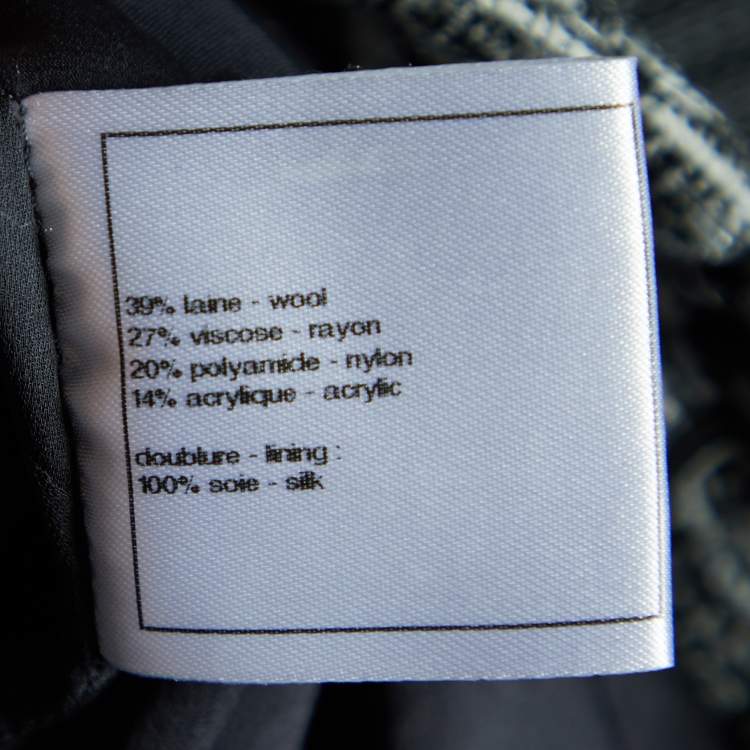 39% laine - wool
27% viscose - rayon
20% polyamide - nylon
14% acrylique - acrylic
doublure - lining :
100% soie - silk